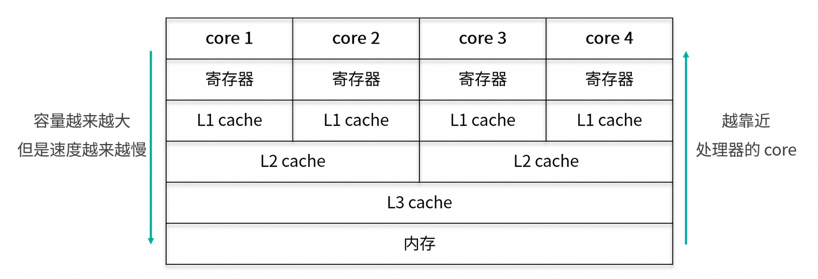 core 1 core 2 core 3 core 4
寄存器 寄存器 寄存器 寄存器
L1 cache L1 cache L1 cache L1 cache
L2 cache L2 cache
L3 cache
内存
容量越来越大
但是速度越来越慢
越靠近
处理器的 core